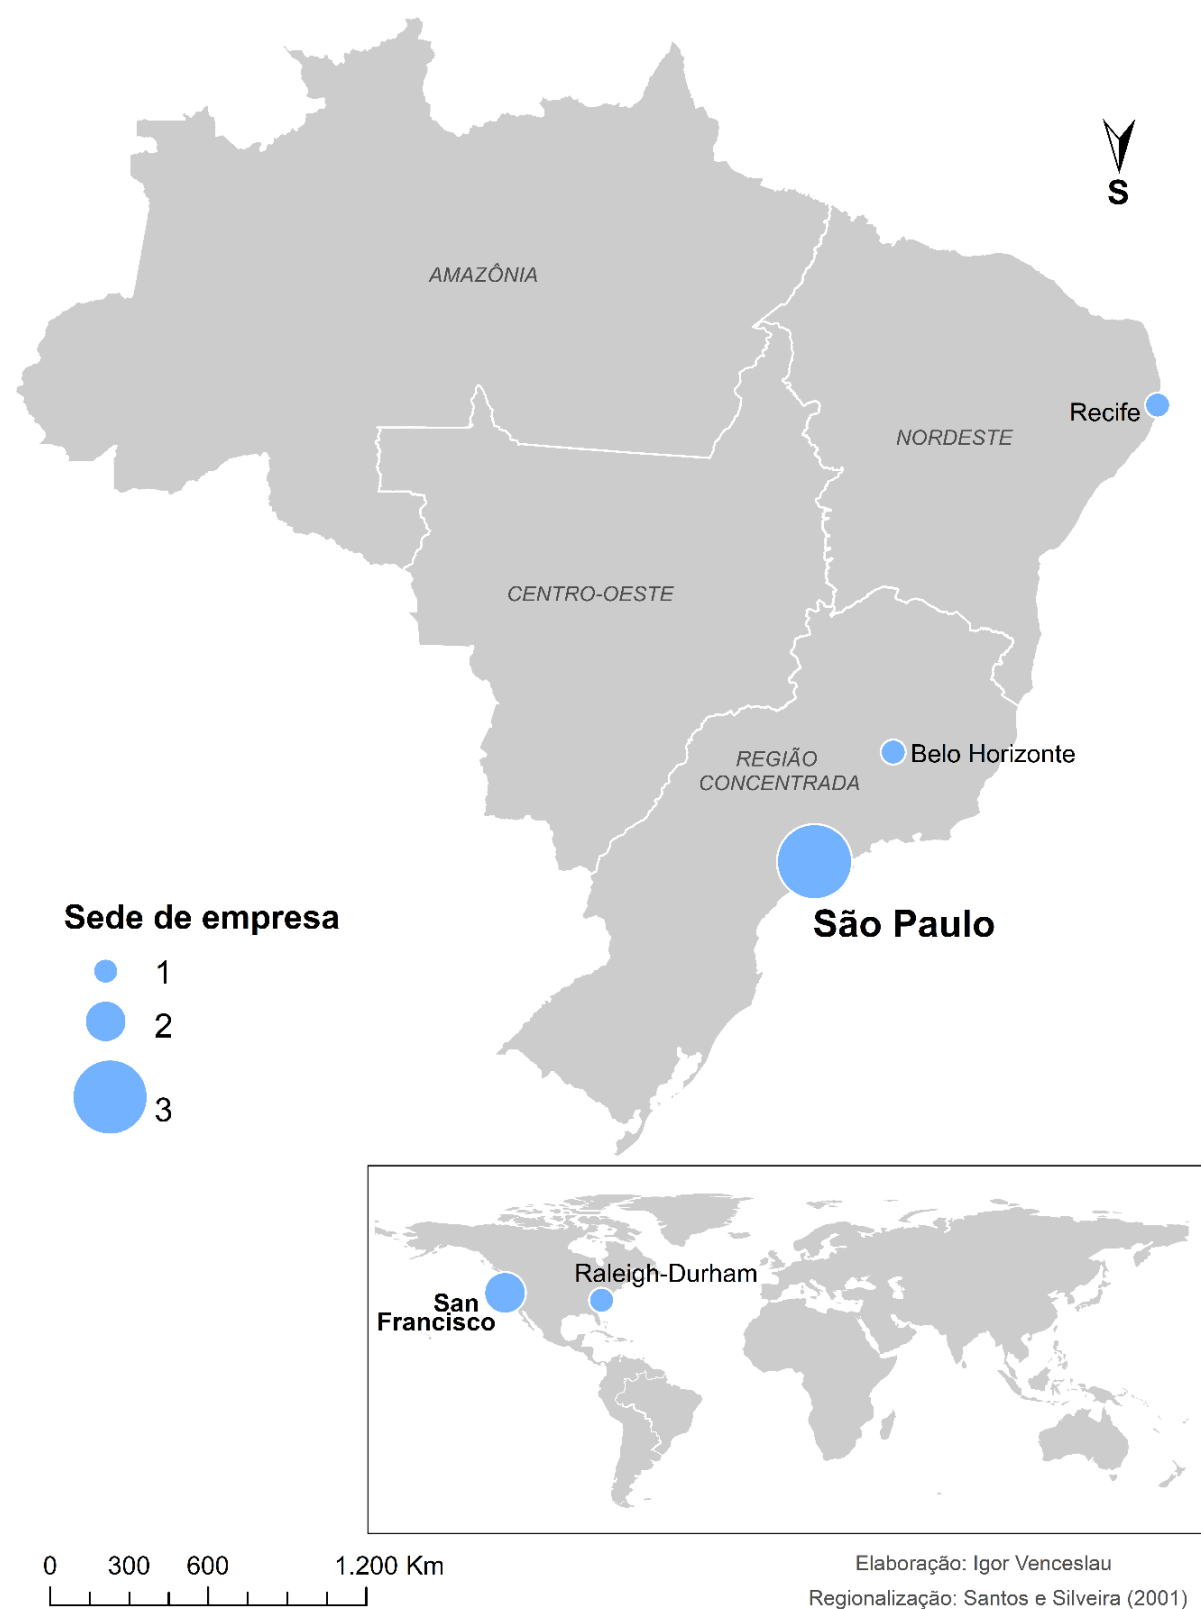 S
AMAZÔNIA
Recife
NORDESTE
CENTRO-OESTE
Belo Horizonte
REGIÃO
CONCENTRADA
São Paulo
Sede de empresa
1
2
3
Raleigh-Durham
San
Francisco
0 300 600 1.200 Km
Elaboração: Igor Venceslau
Regionalização: Santos e Silveira (2001)